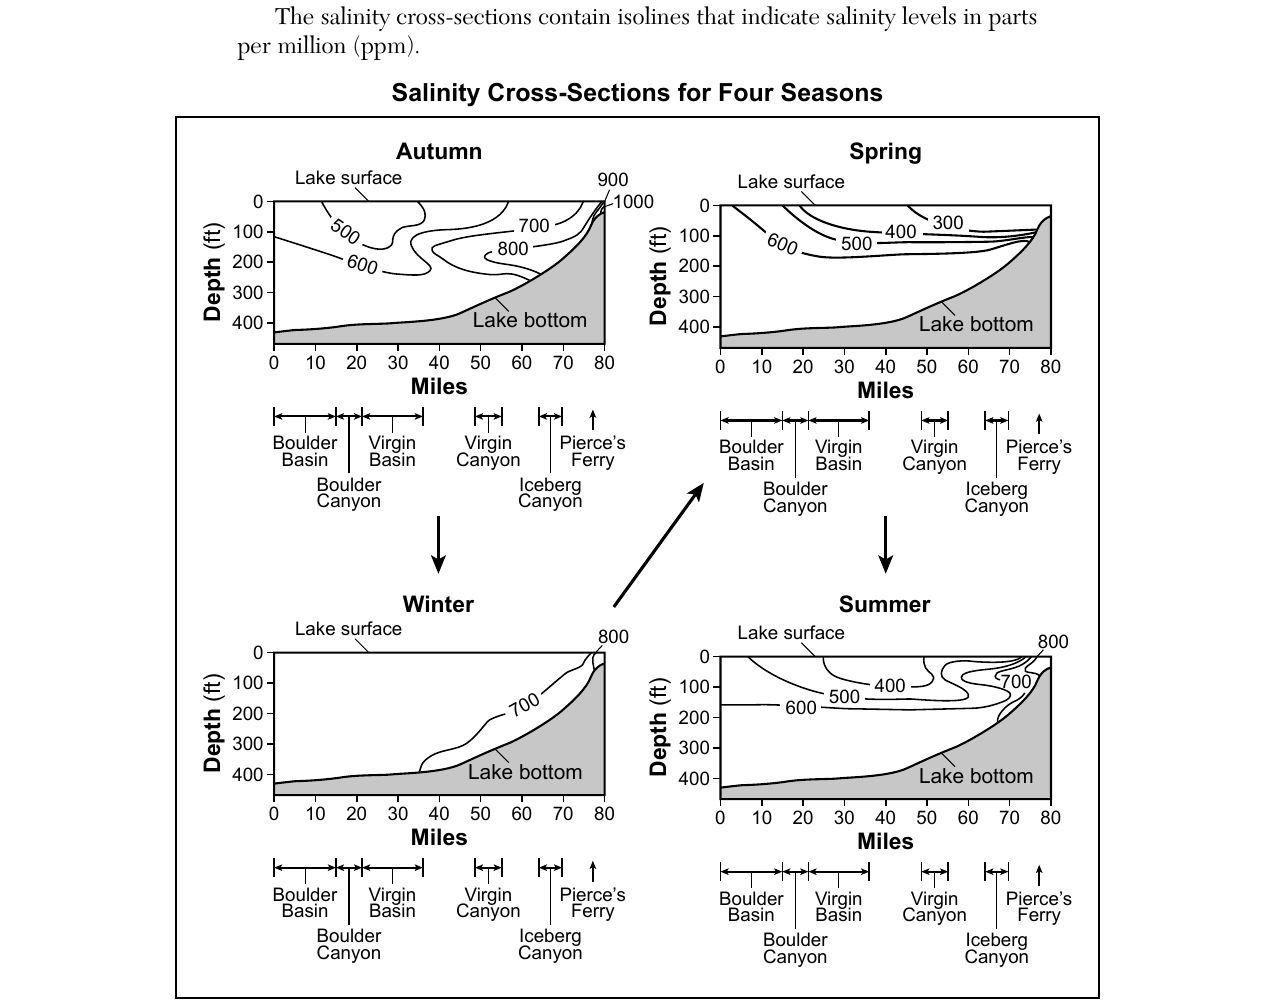 The salinity cross-sections contain isolines that indicate salinity levels in parts
per million (ppm).
Salinity Cross-Sections for Four Seasons
Autumn
Lake surface
900
1000
0
100
200
300
400
Depth (ft)
500
600
700
800
Lake bottom
0 10 20 30 40 50 60 70 80
Miles
Boulder
Basin
Boulder
Canyon
Virgin
Basin
Virgin
Canyon
Iceberg
Canyon
Pierce's
Ferry
Winter
Lake surface
800
0
100
200
300
400
Depth (ft)
700
Lake bottom
0 10 20 30 40 50 60 70 80
Miles
Boulder
Basin
Boulder
Canyon
Virgin
Basin
Virgin
Canyon
Iceberg
Canyon
Pierce's
Ferry
Spring
Lake surface
0
100
200
300
400
Depth (ft)
300
400
500
600
Lake bottom
0 10 20 30 40 50 60 70 80
Miles
Boulder
Basin
Boulder
Canyon
Virgin
Basin
Virgin
Canyon
Iceberg
Canyon
Pierce's
Ferry
Summer
Lake surface
800
0
100
200
300
400
Depth (ft)
700
400
500
600
Lake bottom
0 10 20 30 40 50 60 70 80
Miles
Boulder
Basin
Boulder
Canyon
Virgin
Basin
Virgin
Canyon
Iceberg
Canyon
Pierce's
Ferry